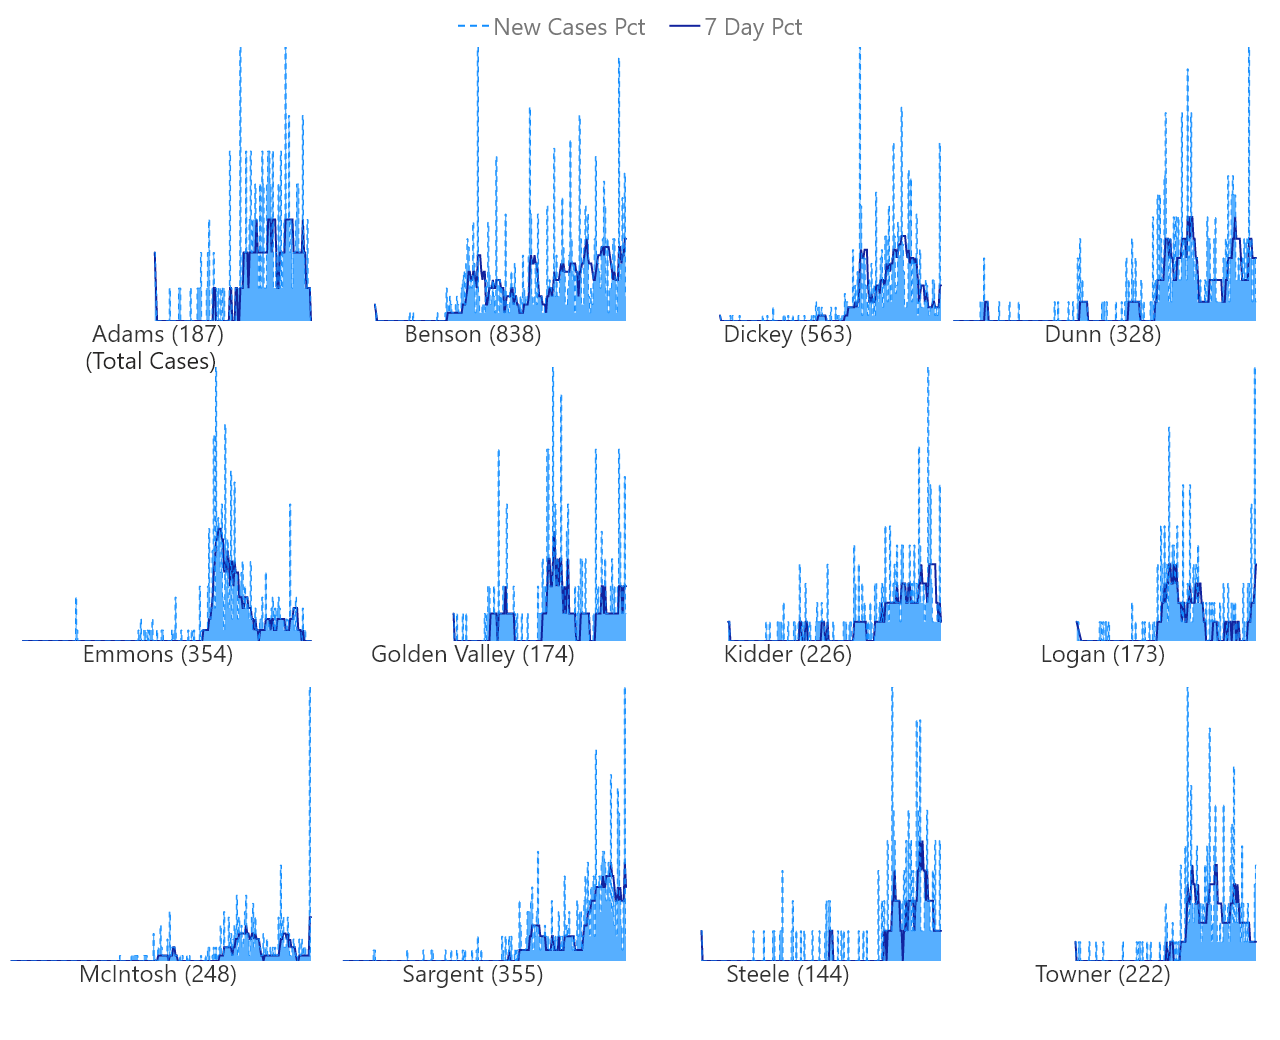 New Cases Pct 7 Day Pct
Adams (187) Benson (838) Dickey (563) Dunn (328)
(Total Cases)
Emmons (354) Golden Valley (174) Kidder (226) Logan (173)
McIntosh (248) Sargent (355) Steele (144) Towner (222)